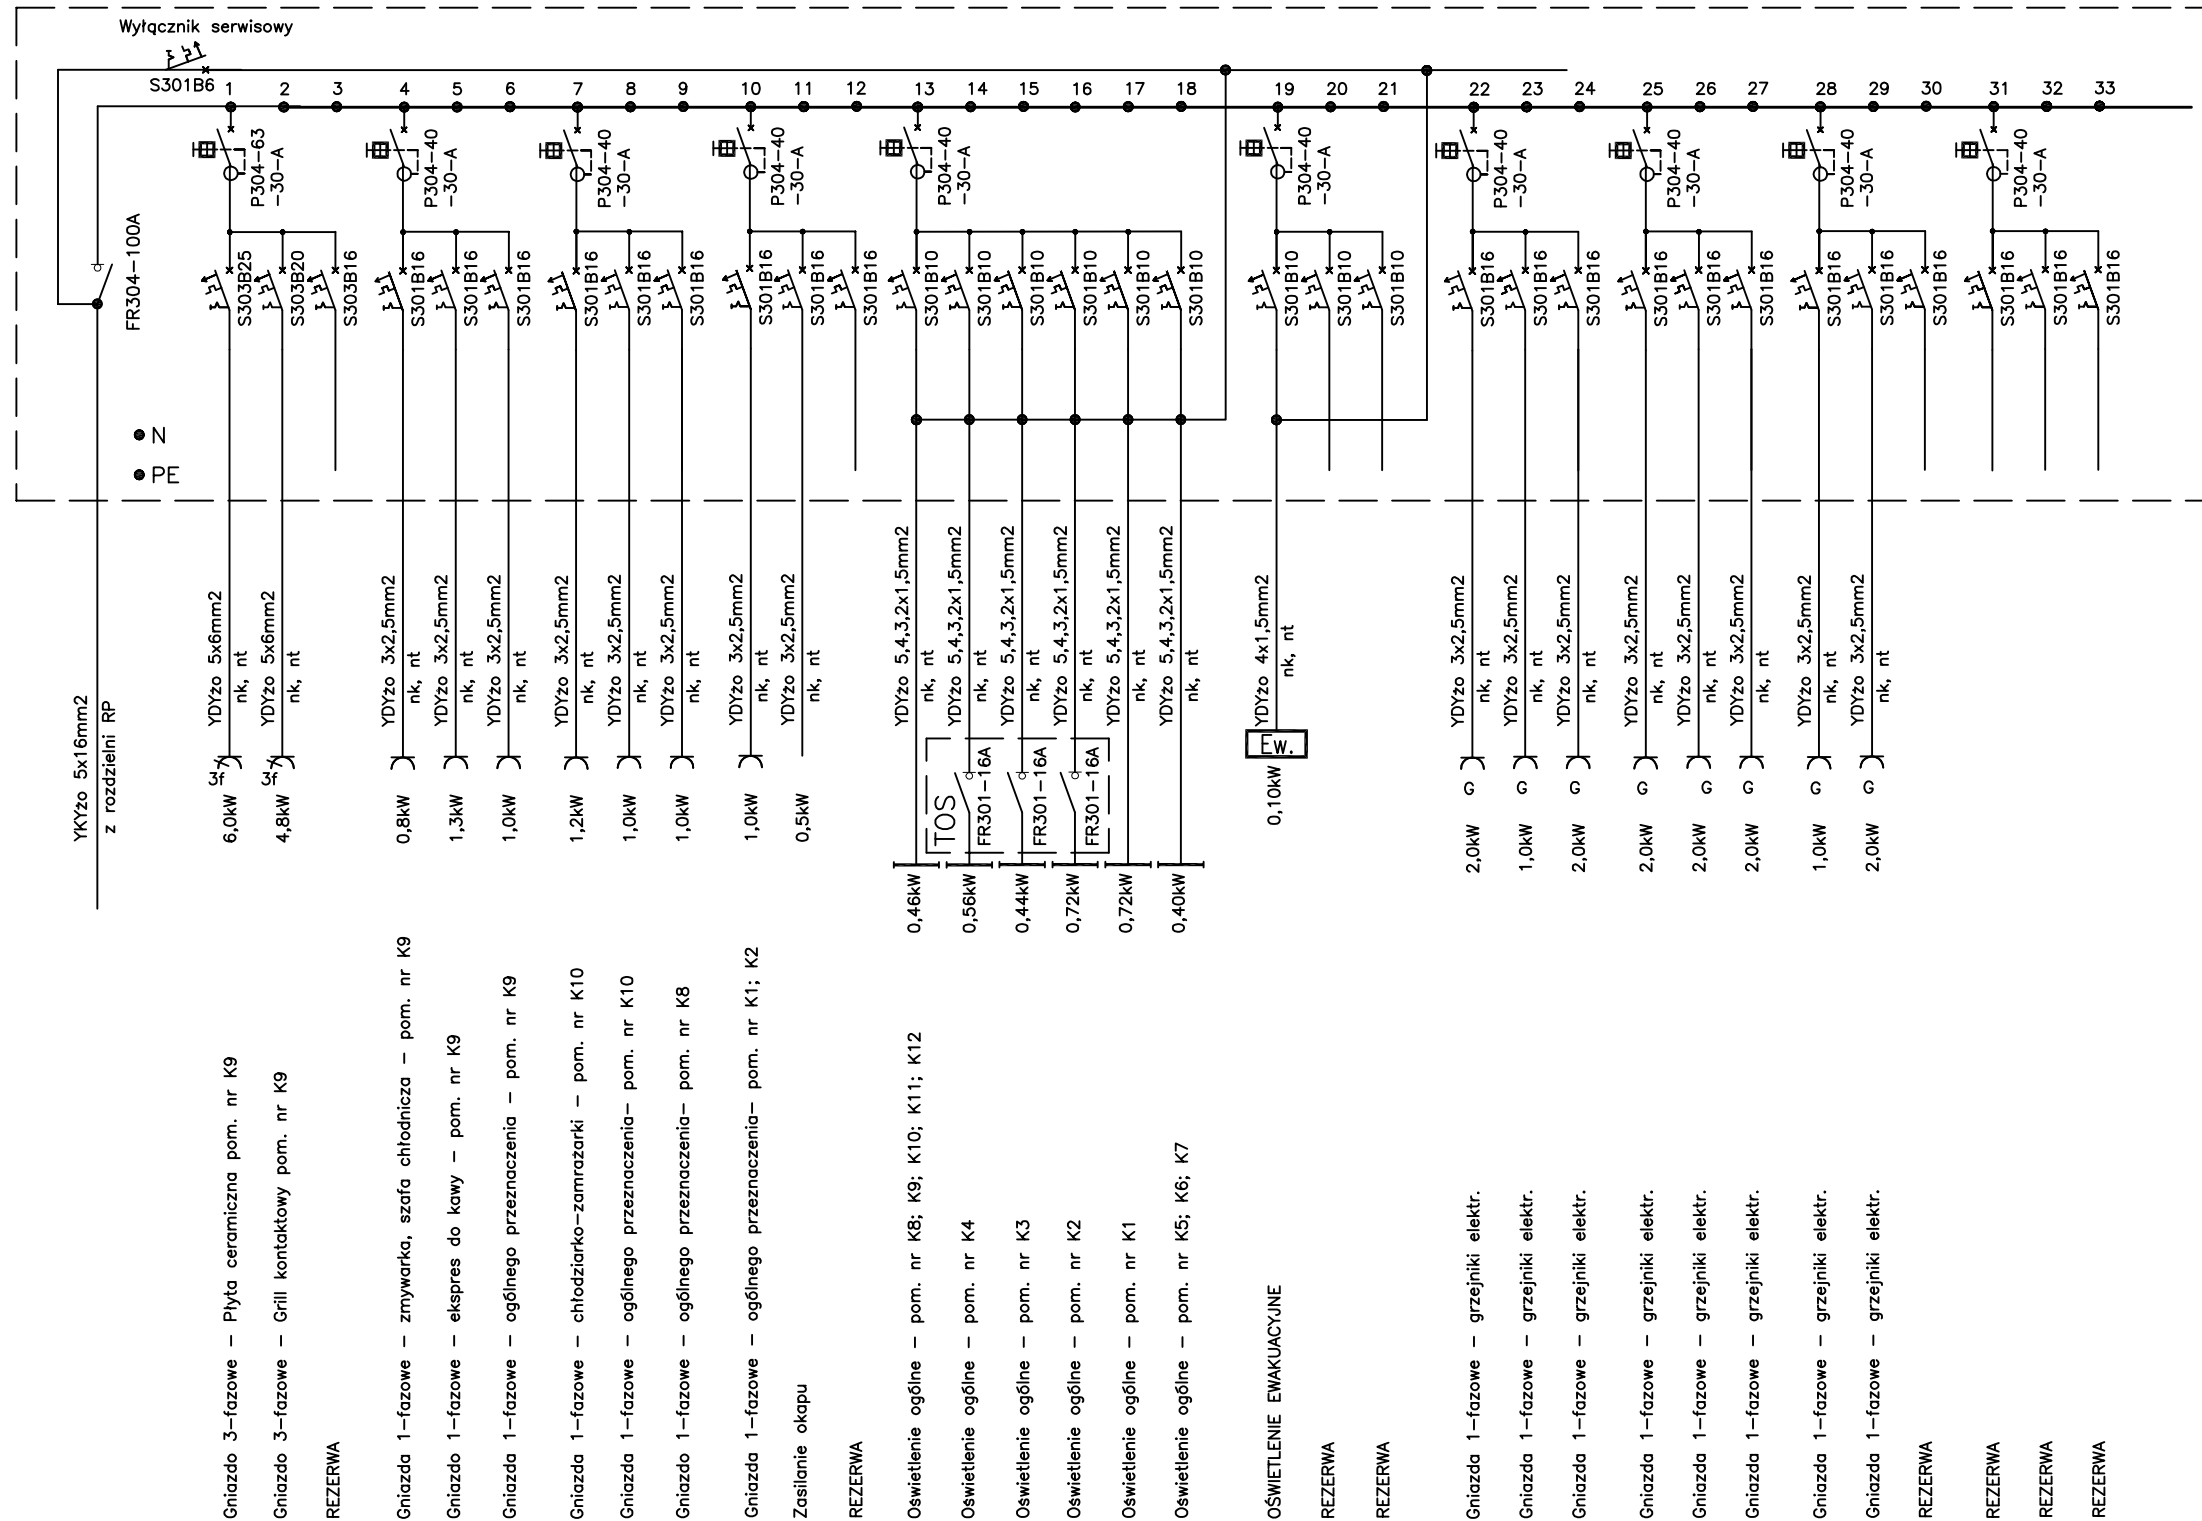 Wyłącznik serwisowy
S301B6
1 2 3 4 5 6 7 8 9 10 11 12 13 14 15 16 17 18 19 20 21 22 23 24 25 26 27 28 29 30 31 32 33
FR304-100A
P304-63
-30-A
P304-40
-30-A
P304-40
-30-A
P304-40
-30-A
P304-40
-30-A
P304-40
-30-A
P304-40
-30-A
P304-40
-30-A
P304-40
-30-A
P304-40
-30-A
S303B25
S303B20
S303B16
S301B16
S301B16
S301B16
S301B16
S301B16
S301B16
S301B16
S301B16
S301B16
S301B10
S301B10
S301B10
S301B10
S301B10
S301B10
S301B10
S301B10
S301B10
S301B16
S301B16
S301B16
S301B16
S301B16
S301B16
S301B16
S301B16
S301B16
S301B16
S301B16
S301B16
N
PE
YKYżo 5x16mm2
z rozdzielni RP
YDYżo 5x6mm2
nk, nt
YDYżo 5x6mm2
nk, nt
YDYżo 3x2,5mm2
nk, nt
YDYżo 3x2,5mm2
nk, nt
YDYżo 3x2,5mm2
nk, nt
YDYżo 3x2,5mm2
nk, nt
YDYżo 3x2,5mm2
nk, nt
YDYżo 3x2,5mm2
nk, nt
YDYżo 3x2,5mm2
nk, nt
YDYżo 3x2,5mm2
nk, nt
YDYżo 5,4,3,2x1,5mm2
nk, nt
YDYżo 5,4,3,2x1,5mm2
nk, nt
YDYżo 5,4,3,2x1,5mm2
nk, nt
YDYżo 5,4,3,2x1,5mm2
nk, nt
YDYżo 5,4,3,2x1,5mm2
nk, nt
YDYżo 5,4,3,2x1,5mm2
nk, nt
YDYżo 4x1,5mm2
nk, nt
YDYżo 3x2,5mm2
nk, nt
YDYżo 3x2,5mm2
nk, nt
YDYżo 3x2,5mm2
nk, nt
YDYżo 3x2,5mm2
nk, nt
YDYżo 3x2,5mm2
nk, nt
YDYżo 3x2,5mm2
nk, nt
YDYżo 3x2,5mm2
nk, nt
YDYżo 3x2,5mm2
nk, nt
3f
3f
TOS
FR301-16A
FR301-16A
FR301-16A
Ew.
G G G G G G G G
6,0kW
4,8kW
0,8kW
1,3kW
1,0kW
1,2kW
1,0kW
1,0kW
1,0kW
0,5kW
0,46kW
0,56kW
0,44kW
0,72kW
0,72kW
0,40kW
0,10kW
2,0kW
1,0kW
2,0kW
2,0kW
2,0kW
2,0kW
1,0kW
2,0kW
Gniazdo 3-fazowe - Płyta ceramiczna pom. nr K9
Gniazdo 3-fazowe - Grill kontaktowy pom. nr K9
REZERWA
Gniazda 1-fazowe - zmywarka, szafa chłodnicza - pom. nr K9
Gniazdo 1-fazowe - ekspres do kawy - pom. nr K9
Gniazda 1-fazowe - ogólnego przeznaczenia - pom. nr K9
Gniazda 1-fazowe - chłodziarko-zamrażarki - pom. nr K10
Gniazda 1-fazowe - ogólnego przeznaczenia- pom. nr K10
Gniazdo 1-fazowe - ogólnego przeznaczenia- pom. nr K8
Gniazda 1-fazowe - ogólnego przeznaczenia- pom. nr K1; K2
Zasilanie okapu
REZERWA
Oświetlenie ogólne - pom. nr K8; K9; K10; K11; K12
Oświetlenie ogólne - pom. nr K4
Oświetlenie ogólne - pom. nr K3
Oświetlenie ogólne - pom. nr K2
Oświetlenie ogólne - pom. nr K1
Oświetlenie ogólne - pom. nr K5; K6; K7
OŚWIETLENIE EWAKUACYJNE
REZERWA
REZERWA
Gniazda 1-fazowe - grzejniki elektr.
Gniazda 1-fazowe - grzejniki elektr.
Gniazda 1-fazowe - grzejniki elektr.
Gniazda 1-fazowe - grzejniki elektr.
Gniazda 1-fazowe - grzejniki elektr.
Gniazda 1-fazowe - grzejniki elektr.
Gniazda 1-fazowe - grzejniki elektr.
Gniazda 1-fazowe - grzejniki elektr.
REZERWA
REZERWA
REZERWA
REZERWA